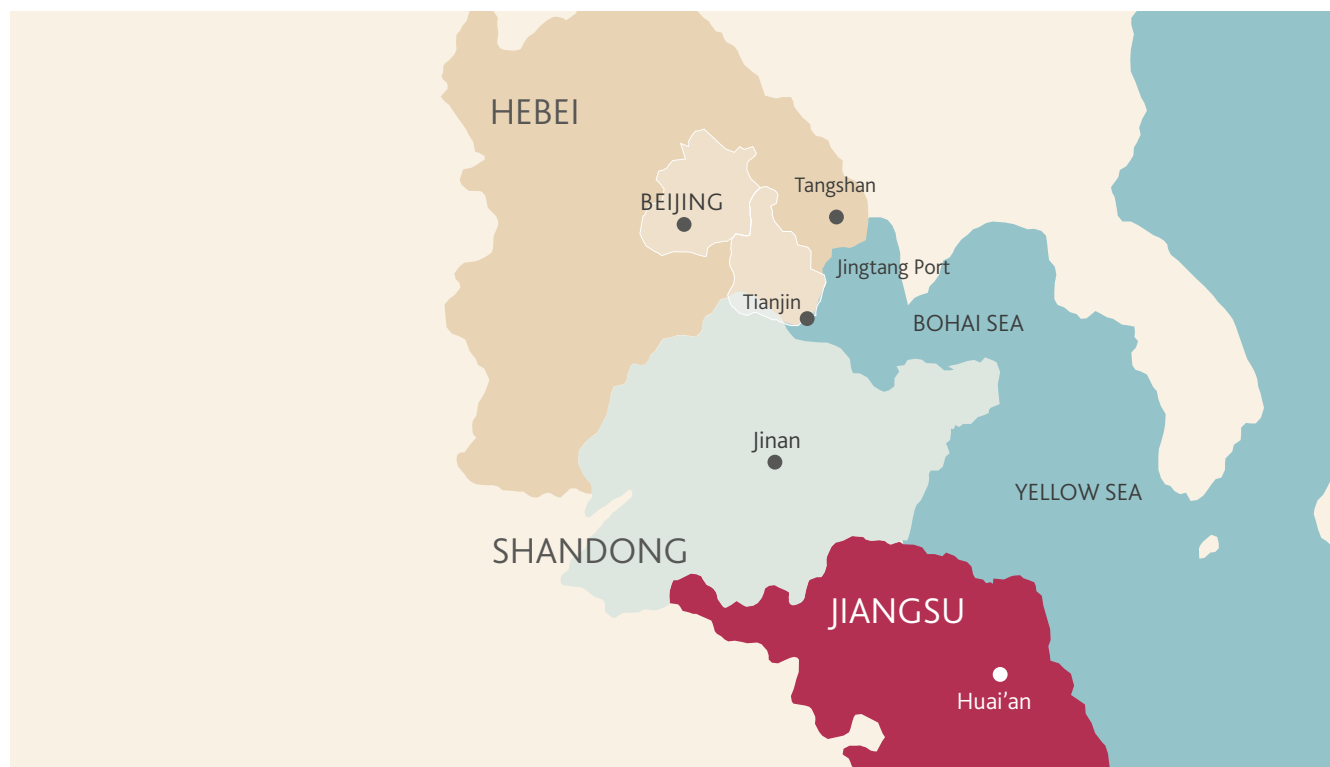 HEBEI
Tangshan
BEIJING
Jingtang Port
Tianjin
BOHAI SEA
Jinan
YELLOW SEA
SHANDONG
JIANGSU
Huai’an